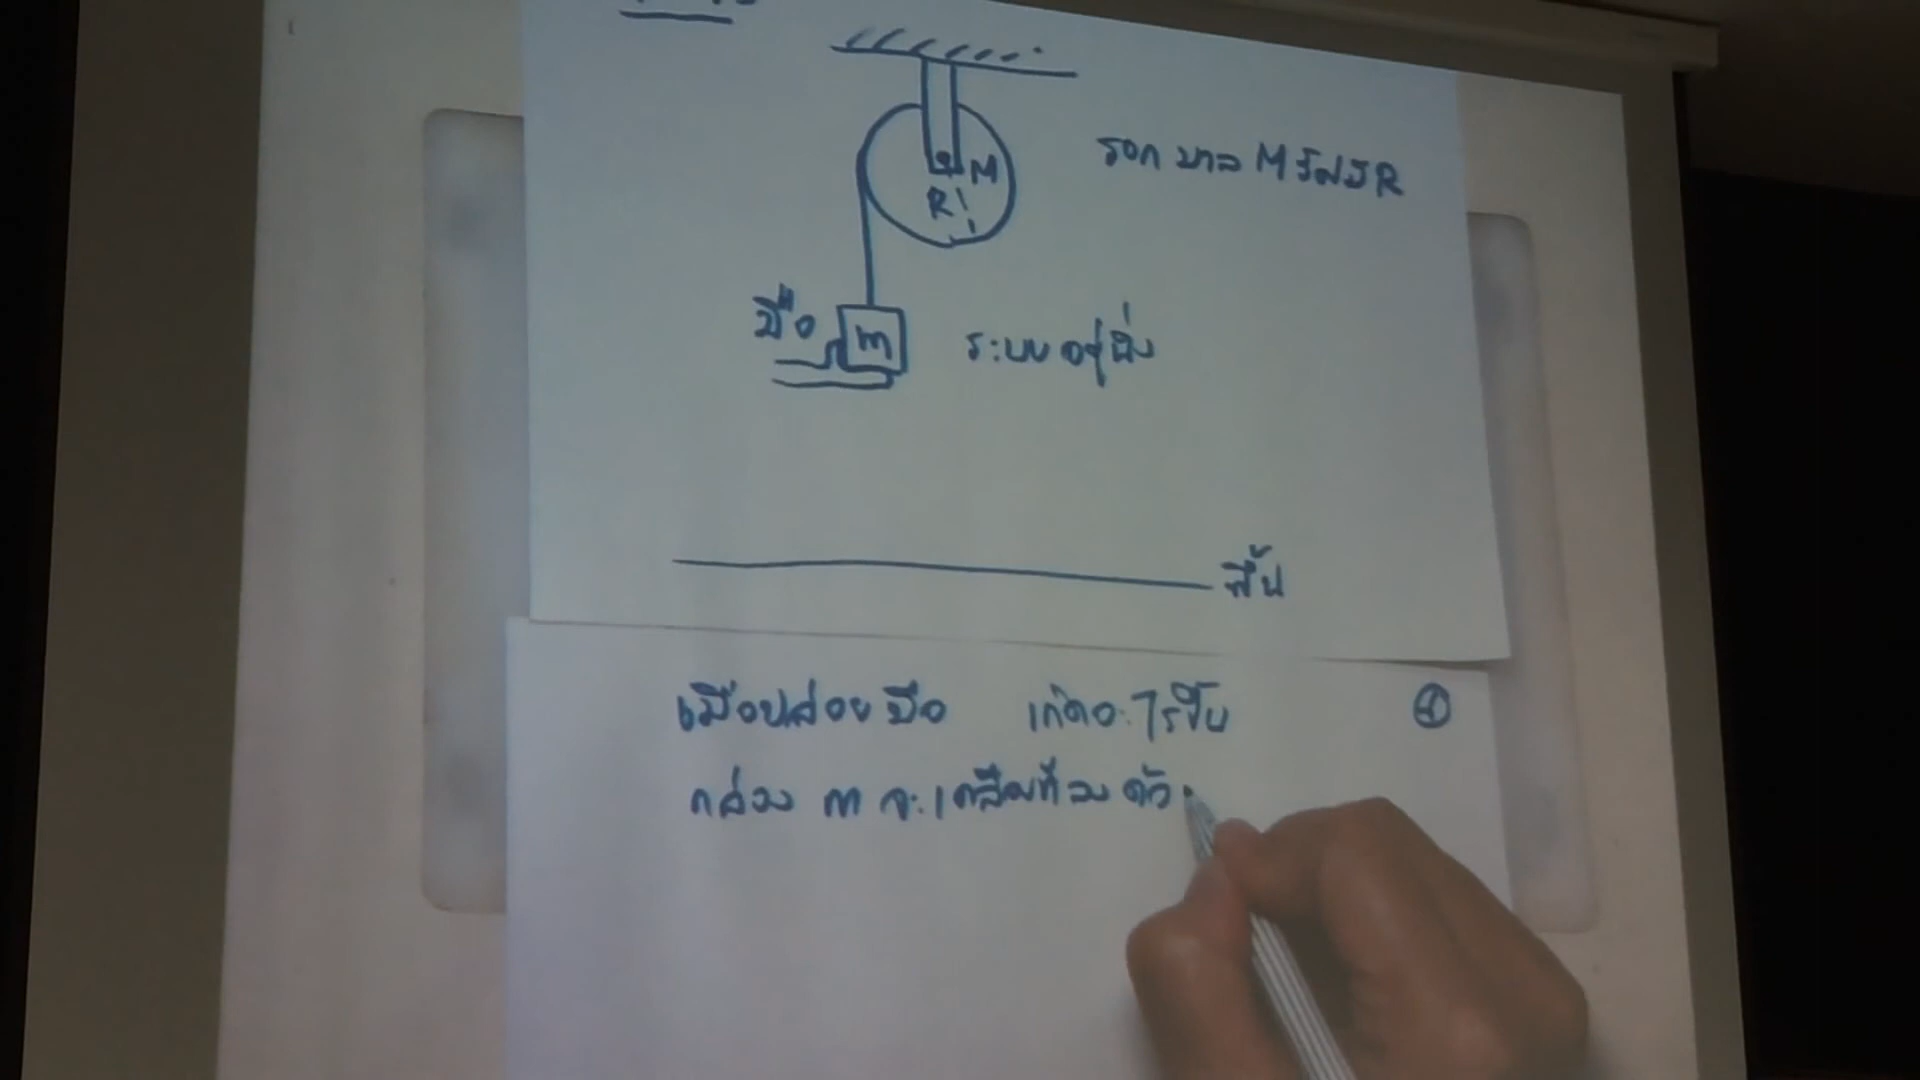 M
R
รอก มวล M รัศมี R
มือ
m
ระบบอยู่นิ่ง
พื้น
เมื่อปล่อยมือ เกิดอะไรขึ้น
กล่อง m จะเคลื่อนที่ลงด้ว